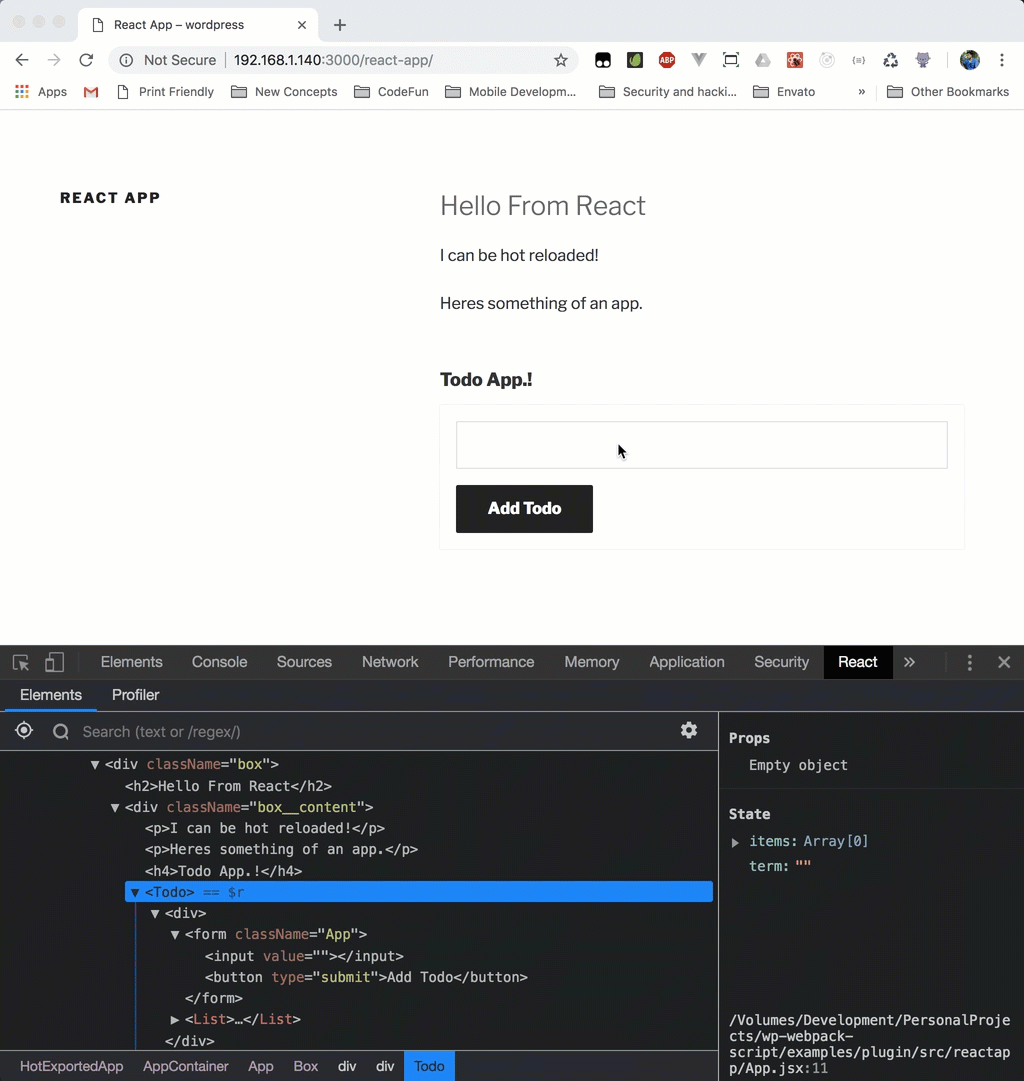 React App – wordpress
Not Secure 192.168.1.140:3000/react-app/
ABP
Apps Print Friendly New Concepts CodeFun Mobile Developm... Security and hacki... Envato » Other Bookmarks
REACT APP
Hello From React
I can be hot reloaded!
Heres something of an app.
Todo App.!
Add Todo
Elements Console Sources Network Performance Memory Application Security React »
Elements Profiler
Search (text or /regex/)
▼<div className="box">
<h2>Hello From React</h2>
▼<div className="box__content">
<p>I can be hot reloaded!</p>
<p>Heres something of an app.</p>
<h4>Todo App.!</h4>
▼<Todo> == $r
▼<div>
▼<form className="App">
<input value=""></input>
<button type="submit">Add Todo</button>
</form>
▶<List>…</List>
</div>
HotExportedApp AppContainer App Box div div Todo
Props
Empty object
State
▶ items: Array[0]
term: ""
/Volumes/Development/PersonalProje
cts/wp-webpack-
script/examples/plugin/src/reactap
p/App.jsx:11